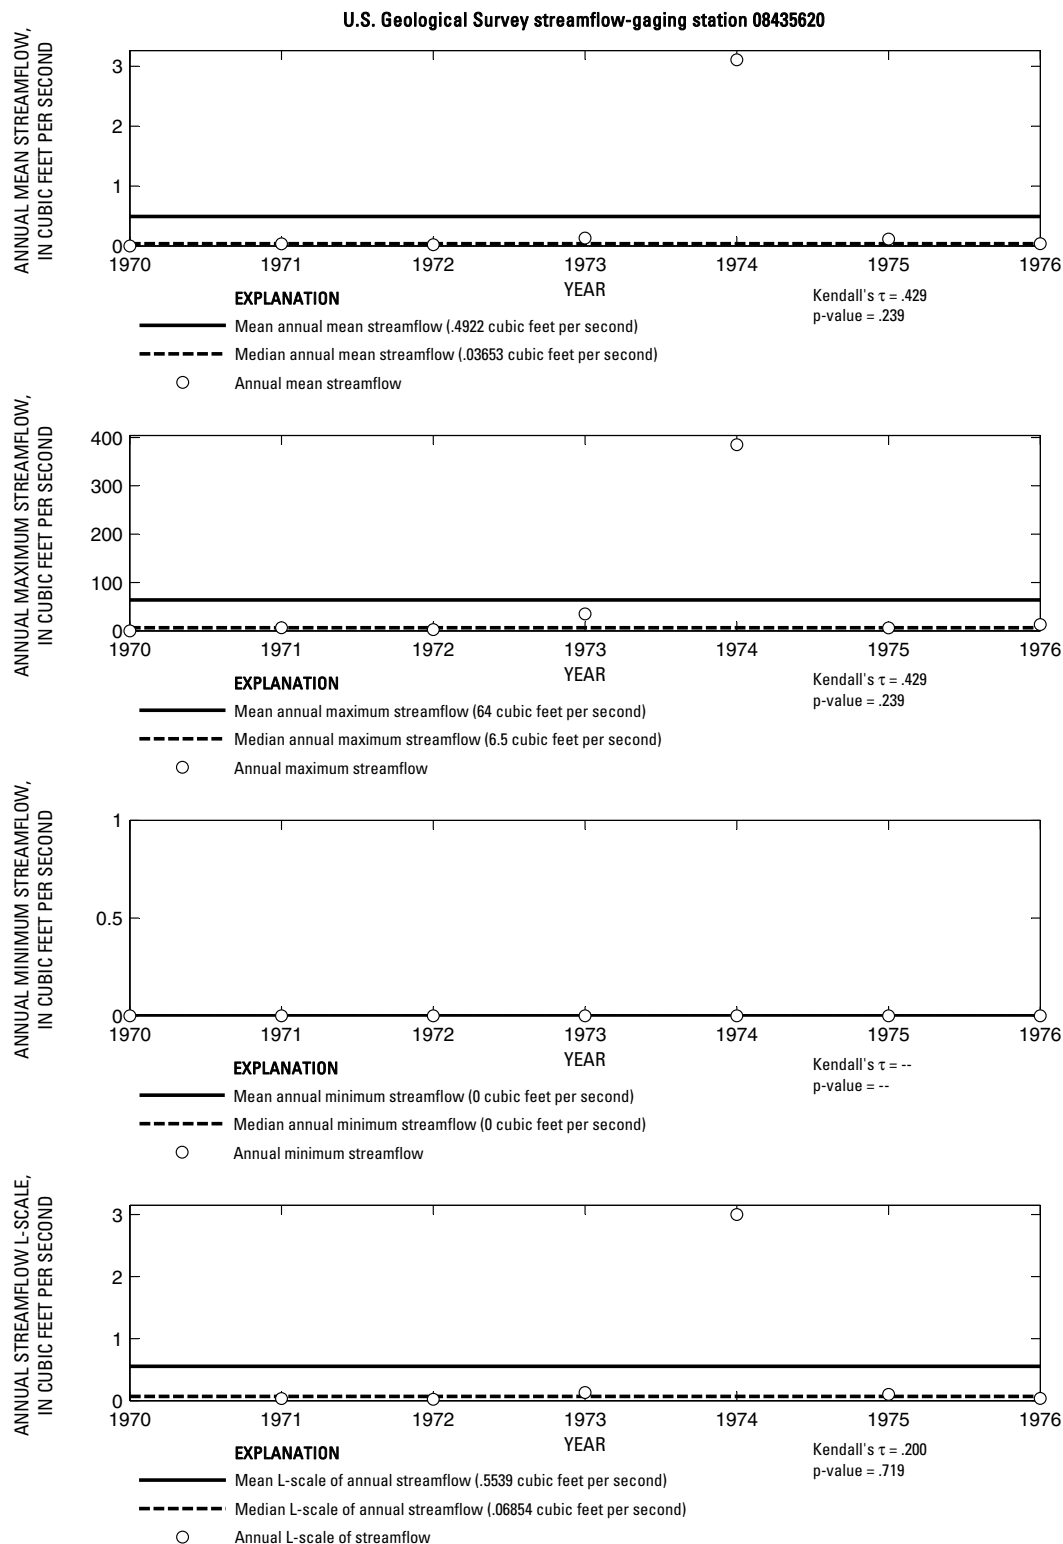 U.S. Geological Survey streamflow-gaging station 08435620
ANNUAL MEAN STREAMFLOW,
IN CUBIC FEET PER SECOND
3
2
1
0
1970 1971 1972 1973 1974 1975 1976
YEAR
EXPLANATION
Mean annual mean streamflow (.4922 cubic feet per second)
Median annual mean streamflow (.03653 cubic feet per second)
Annual mean streamflow
Kendall's τ = .429
p-value = .239
ANNUAL MAXIMUM STREAMFLOW,
IN CUBIC FEET PER SECOND
400
300
200
100
0
1970 1971 1972 1973 1974 1975 1976
YEAR
EXPLANATION
Mean annual maximum streamflow (64 cubic feet per second)
Median annual maximum streamflow (6.5 cubic feet per second)
Annual maximum streamflow
Kendall's τ = .429
p-value = .239
ANNUAL MINIMUM STREAMFLOW,
IN CUBIC FEET PER SECOND
1
0.5
0
1970 1971 1972 1973 1974 1975 1976
YEAR
EXPLANATION
Mean annual minimum streamflow (0 cubic feet per second)
Median annual minimum streamflow (0 cubic feet per second)
Annual minimum streamflow
Kendall's τ = --
p-value = --
ANNUAL STREAMFLOW L-SCALE,
IN CUBIC FEET PER SECOND
3
2
1
0
1970 1971 1972 1973 1974 1975 1976
YEAR
EXPLANATION
Mean L-scale of annual streamflow (.5539 cubic feet per second)
Median L-scale of annual streamflow (.06854 cubic feet per second)
Annual L-scale of streamflow
Kendall's τ = .200
p-value = .719